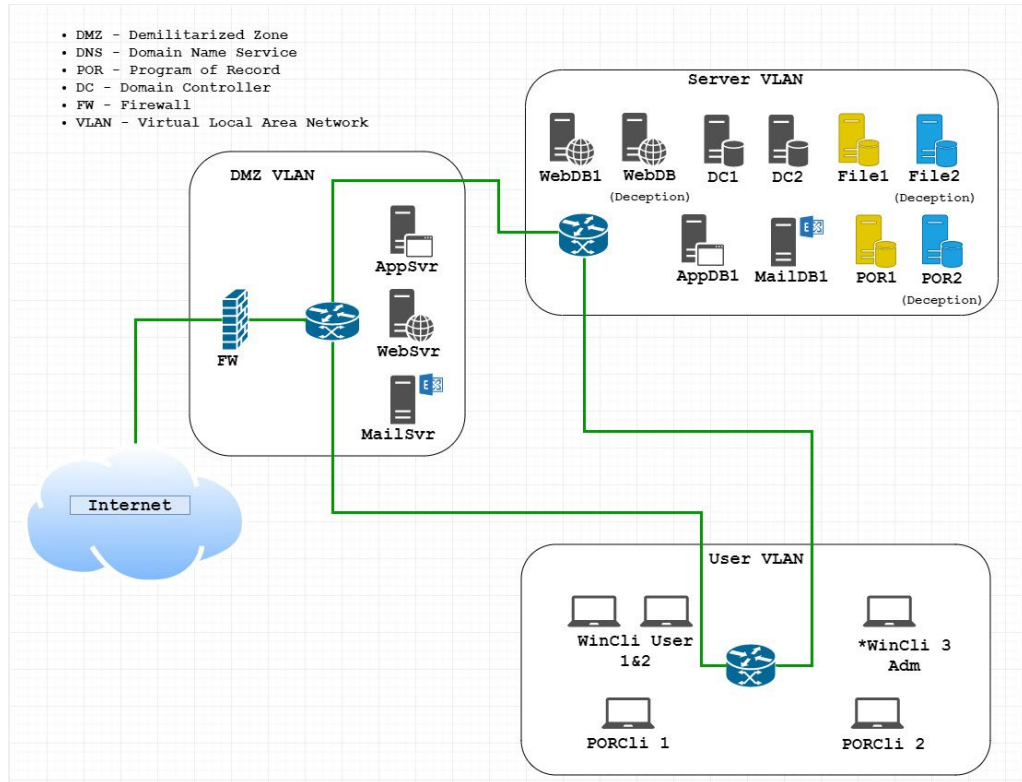 • DMZ - Demilitarized Zone
• DNS - Domain Name Service
• POR - Program of Record
• DC - Domain Controller
• FW - Firewall
• VLAN - Virtual Local Area Network
Server VLAN
WebDB1
WebDB
(Deception)
DC1
DC2
File1
File2
(Deception)
AppDB1
MailDB1
E
POR1
POR2
(Deception)
DMZ VLAN
AppSvr
WebSvr
E
MailSvr
FW
Internet
User VLAN
WinCli User
1&2
*WinCli 3
Adm
PORCli 1
PORCli 2